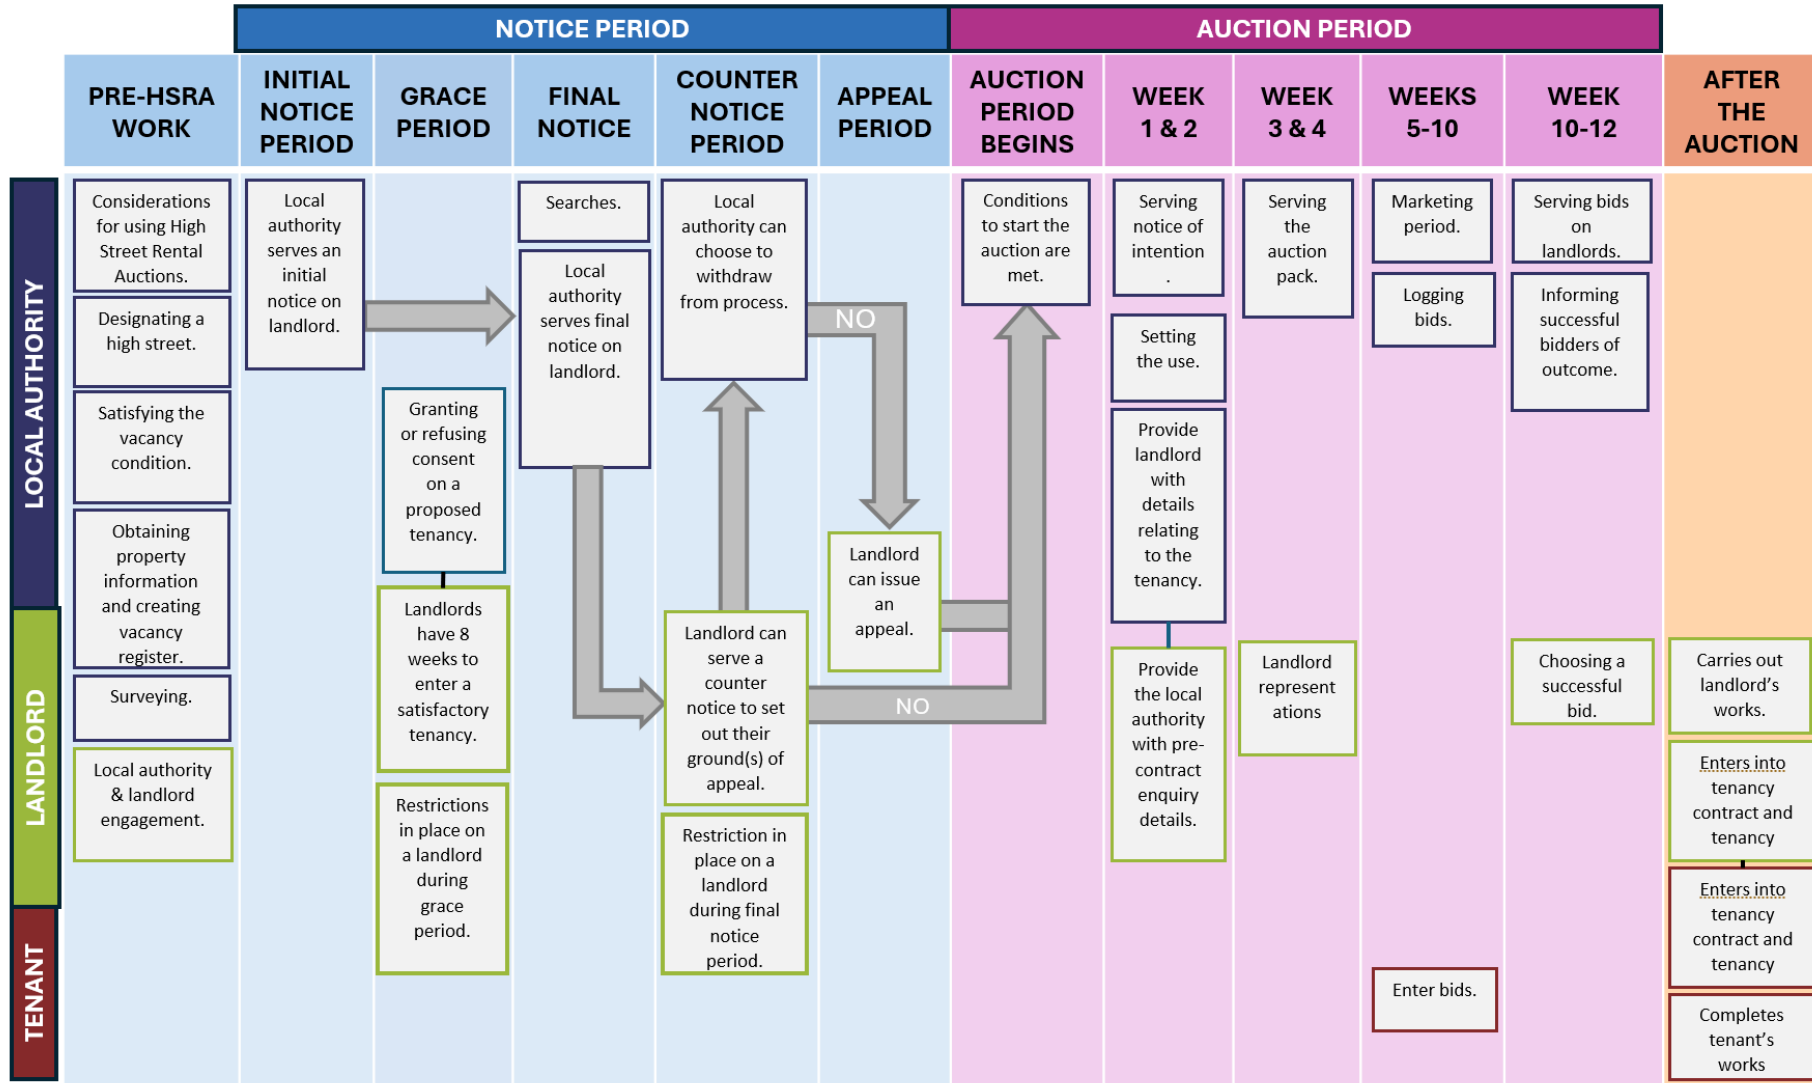 NOTICE PERIOD
AUCTION PERIOD
PRE-HSRA
WORK
INITIAL
NOTICE
PERIOD
GRACE
PERIOD
FINAL
NOTICE
COUNTER
NOTICE
PERIOD
APPEAL
PERIOD
AUCTION
PERIOD
BEGINS
WEEK
1 & 2
WEEK
3 & 4
WEEKS
5-10
WEEK
10-12
AFTER
THE
AUCTION
LOCAL AUTHORITY
LANDLORD
TENANT
Considerations
for using High
Street Rental
Auctions.
Designating a
high street.
Satisfying the
vacancy
condition.
Obtaining
property
information
and creating
vacancy
register.
Surveying.
Local authority
& landlord
engagement.
Local
authority
serves an
initial
notice on
landlord.
Granting
or refusing
consent
on a
proposed
tenancy.
Landlords
have 8
weeks to
enter a
satisfactory
tenancy.
Restrictions
in place on
a landlord
during
grace
period.
Searches.
Local
authority
serves final
notice on
landlord.
Local
authority can
choose to
withdraw
from process.
NO
Landlord can
serve a
counter
notice to set
out their
ground(s) of
appeal.
NO
Restriction in
place on a
landlord
during final
notice
period.
Landlord
can issue
an
appeal.
Conditions
to start the
auction are
met.
Serving
notice of
intention
.
Setting
the use.
Provide
landlord
with
details
relating
to the
tenancy.
Provide
the local
authority
with pre-
contract
enquiry
details.
Serving
the
auction
pack.
Landlord
represent
ations
Marketing
period.
Logging
bids.
Enter bids.
Serving bids
on
landlords.
Informing
successful
bidders of
outcome.
Choosing a
successful
bid.
Carries out
landlord's
works.
Enters into
tenancy
contract and
tenancy
Enters into
tenancy
contract and
tenancy
Completes
tenant's
works